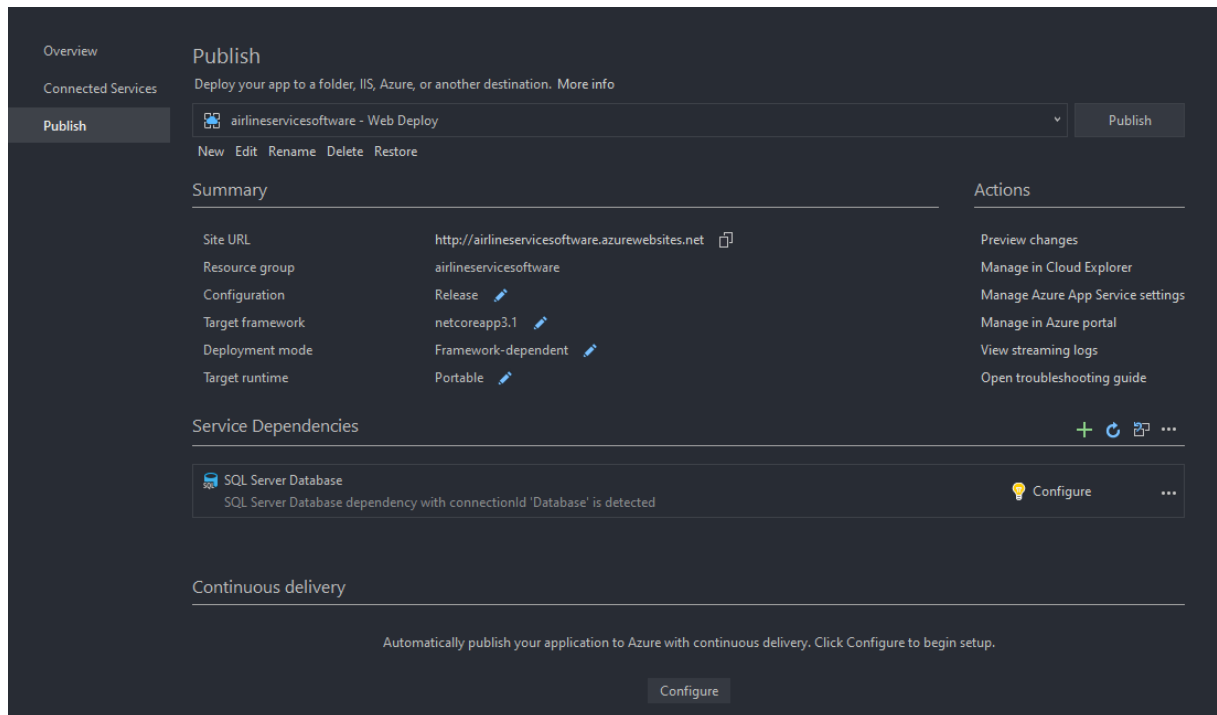 Overview
Connected Services
Publish
Publish
Deploy your app to a folder, IIS, Azure, or another destination. More info
airlineservicesoftware - Web Deploy
Publish
New Edit Rename Delete Restore
Summary
Site URL http://airlineservicesoftware.azurewebsites.net
Resource group airlineservicesoftware
Configuration Release
Target framework netcoreapp3.1
Deployment mode Framework-dependent
Target runtime Portable
Actions
Preview changes
Manage in Cloud Explorer
Manage Azure App Service settings
Manage in Azure portal
View streaming logs
Open troubleshooting guide
Service Dependencies
SQL
SQL Server Database
SQL Server Database dependency with connectionId 'Database' is detected
Configure
Continuous delivery
Automatically publish your application to Azure with continuous delivery. Click Configure to begin setup.
Configure